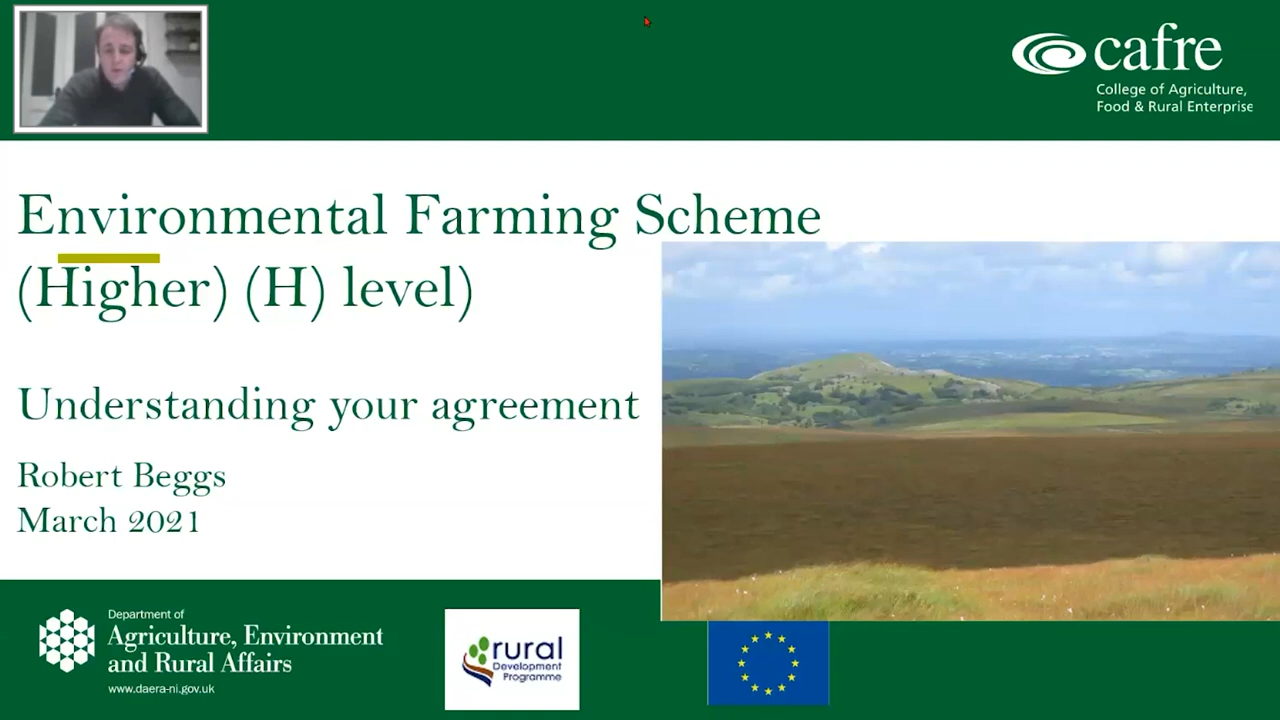 cafre
College of Agriculture,
Food & Rural Enterprise
Environmental Farming Scheme
(Higher) (H) level)
Understanding your agreement
Robert Beggs
March 2021
Department of
Agriculture, Environment
and Rural Affairs
www.daera-ni.gov.uk
rural
Development
Programme